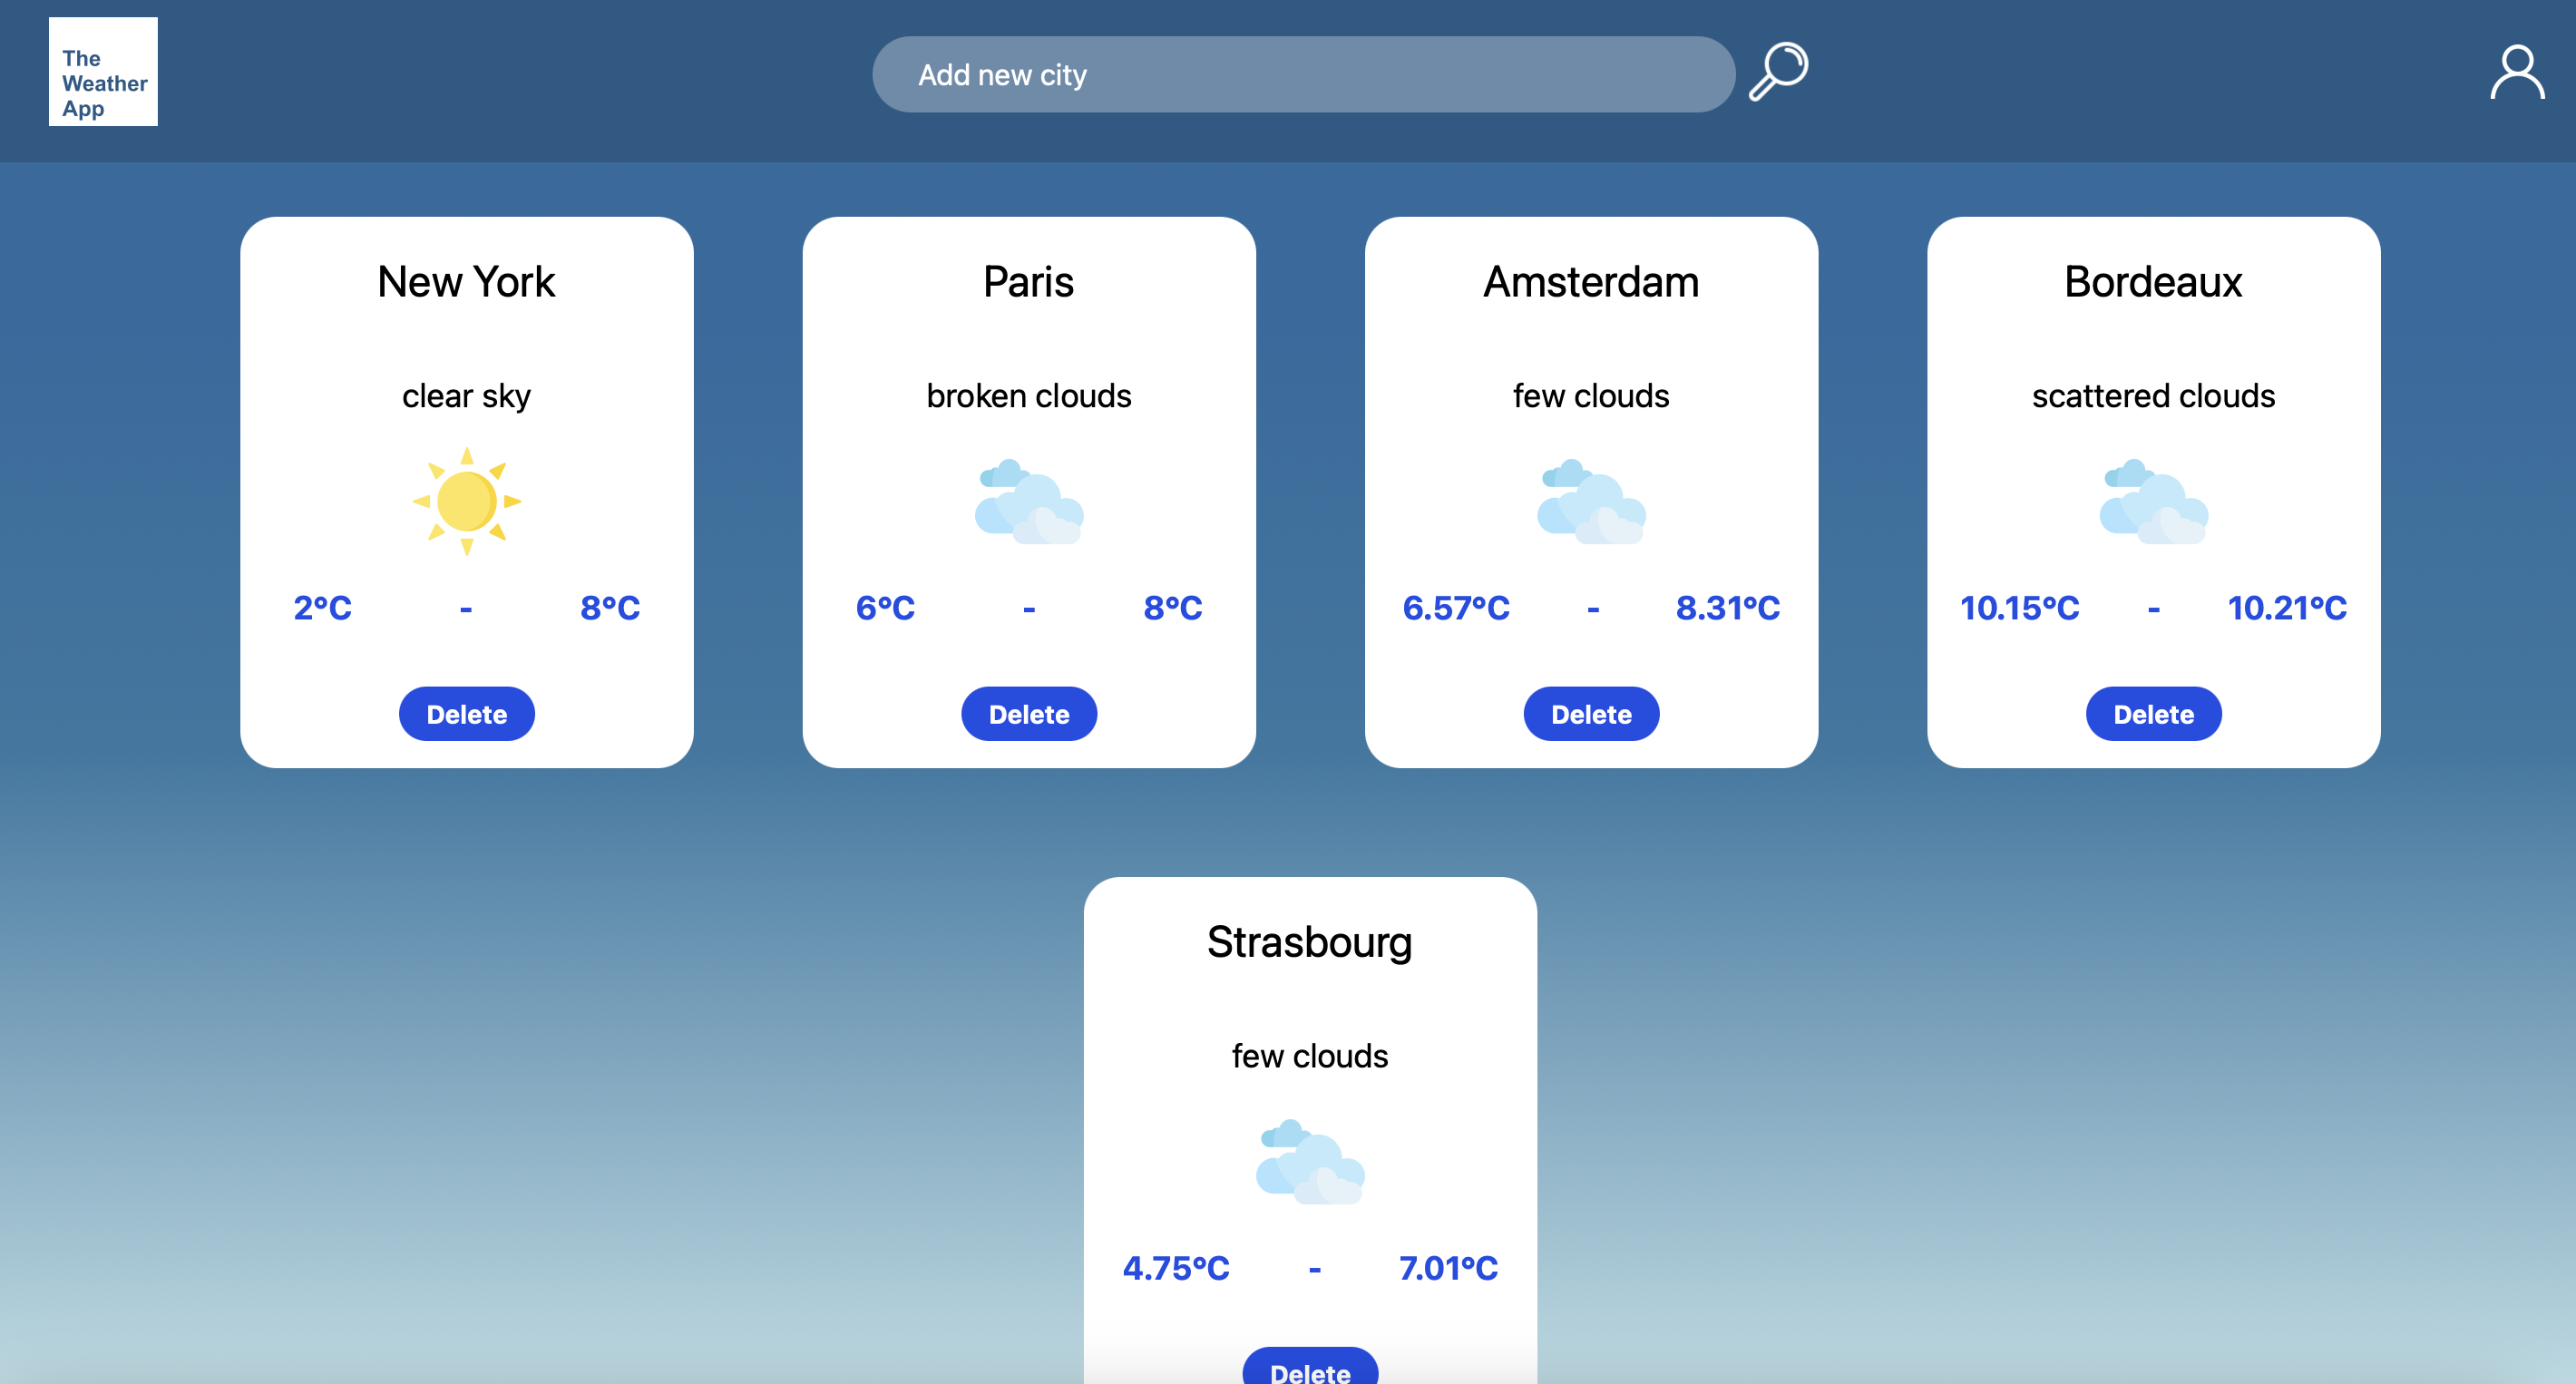 The
Weather
App
Add new city
New York
clear sky
2°C - 8°C
Delete
Paris
broken clouds
6°C - 8°C
Delete
Amsterdam
few clouds
6.57°C - 8.31°C
Delete
Bordeaux
scattered clouds
10.15°C - 10.21°C
Delete
Strasbourg
few clouds
4.75°C - 7.01°C
Delete